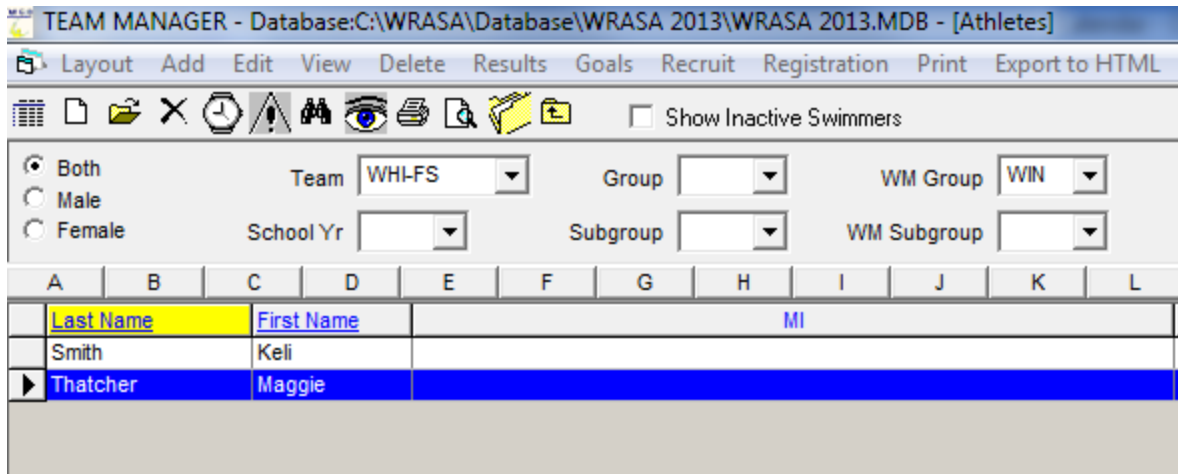 TEAM MANAGER - Database:C:\WRASA\Database\WRASA 2013\WRASA 2013.MDB - [Athletes]
Layout Add Edit View Delete Results Goals Recruit Registration Print Export to HTML
Show Inactive Swimmers
Both Team WHI-FS Group WM Group WIN
Male
Female School Yr Subgroup WM Subgroup
A B C D E F G H I J K L
Last Name First Name MI
Smith Keli
Thatcher Maggie